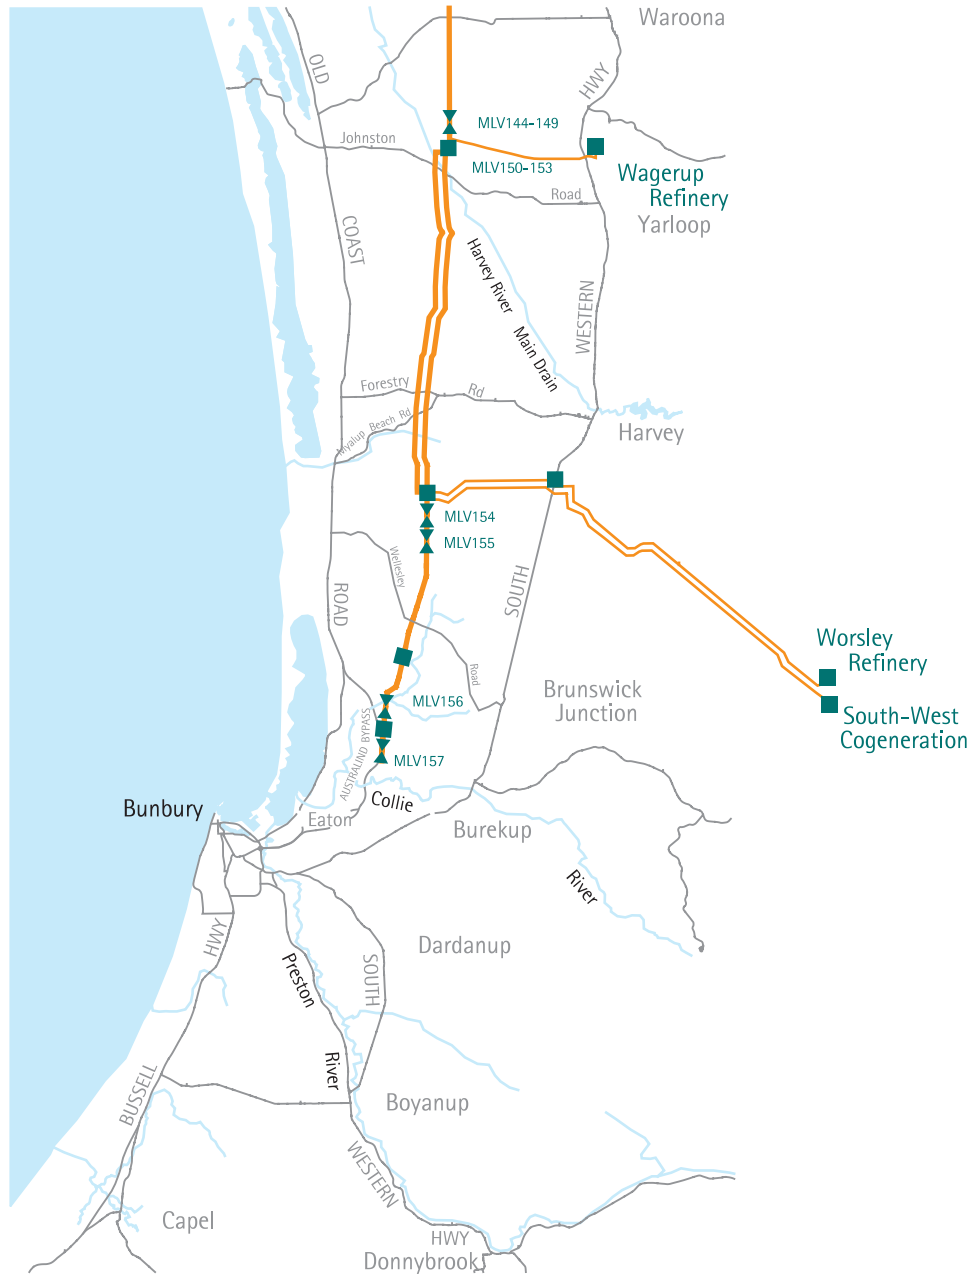 Waroona
OLD
HWY
MLV144-149
Johnston
MLV150-153
Wagerup
Refinery
Road
Yarloop
COAST
Harvey River
Main Drain
WESTERN
Forestry
Rd
Myalup Beach Rd
Harvey
MLV154
MLV155
Wellesley
SOUTH
ROAD
Worsley
Refinery
Road
Brunswick
Junction
MLV156
South-West
Cogeneration
AUSTRALIND BYPASS
MLV157
Collie
Bunbury
Eaton
Burekup
River
HWY
Dardanup
Preston
SOUTH
River
BUSSELL
Boyanup
WESTERN
Capel
HWY
Donnybrook